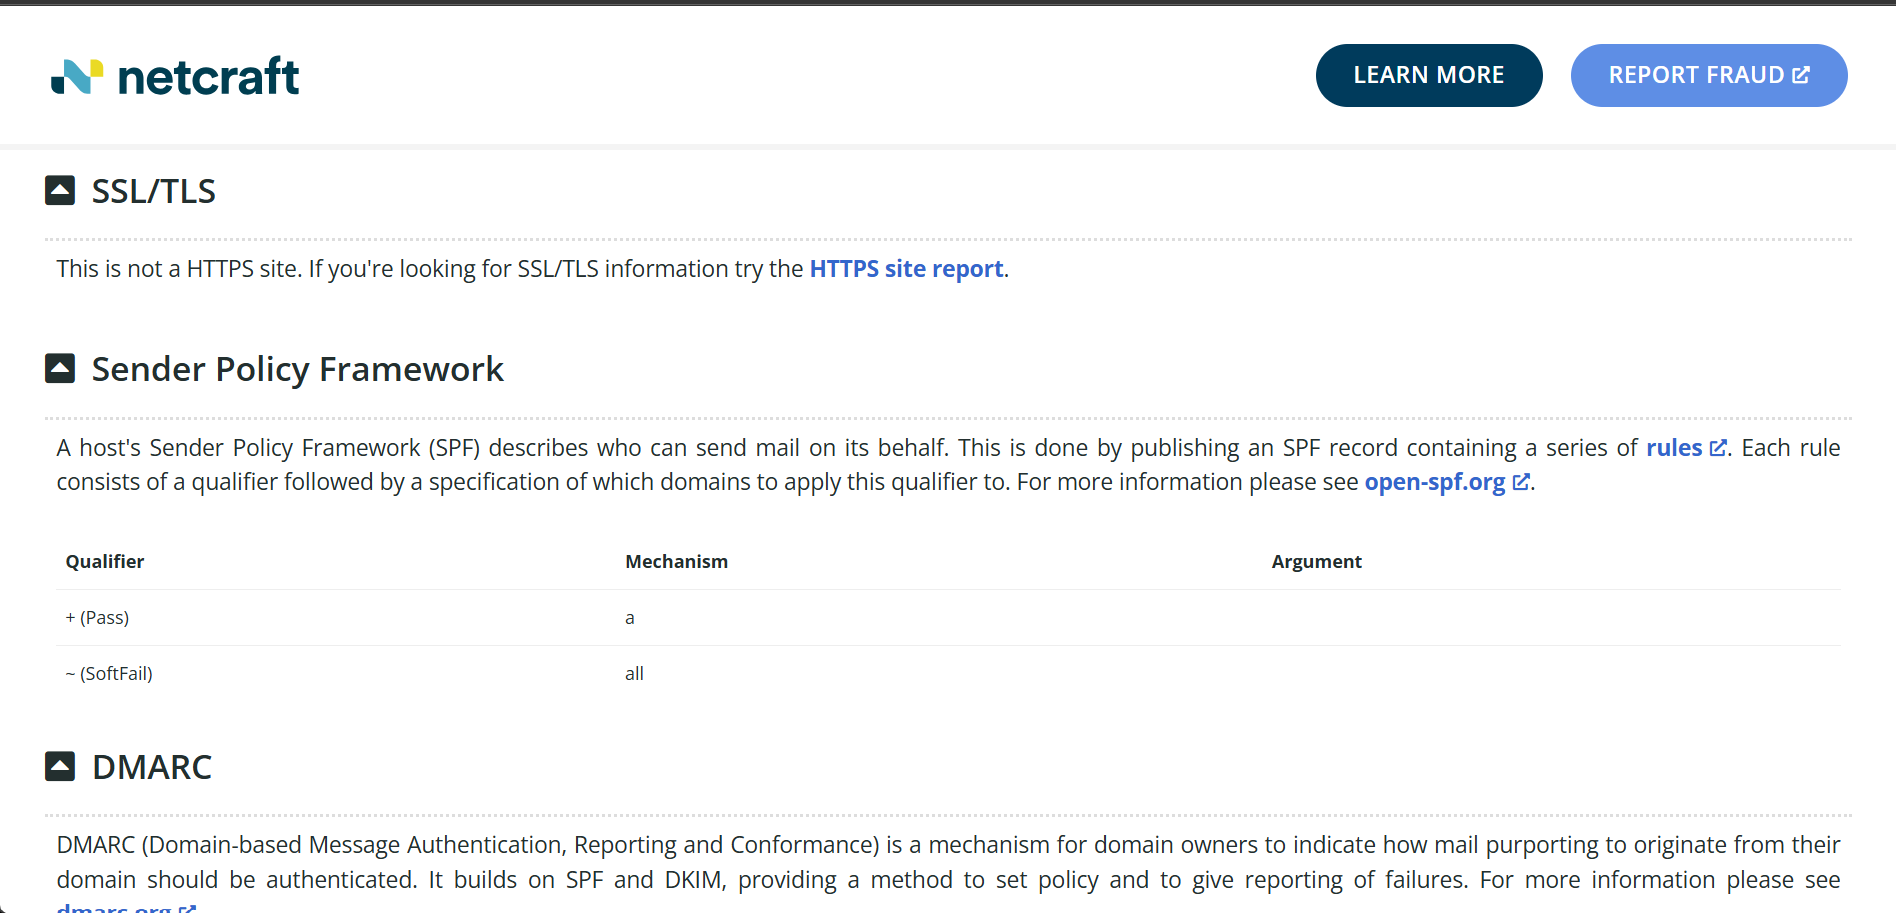 netcraft
LEARN MORE
REPORT FRAUD
SSL/TLS
This is not a HTTPS site. If you're looking for SSL/TLS information try the HTTPS site report.
Sender Policy Framework
A host's Sender Policy Framework (SPF) describes who can send mail on its behalf. This is done by publishing an SPF record containing a series of rules. Each rule
consists of a qualifier followed by a specification of which domains to apply this qualifier to. For more information please see open-spf.org.
Qualifier Mechanism Argument
+ (Pass) a
~ (SoftFail) all
DMARC
DMARC (Domain-based Message Authentication, Reporting and Conformance) is a mechanism for domain owners to indicate how mail purporting to originate from their
domain should be authenticated. It builds on SPF and DKIM, providing a method to set policy and to give reporting of failures. For more information please see
dmarc.org